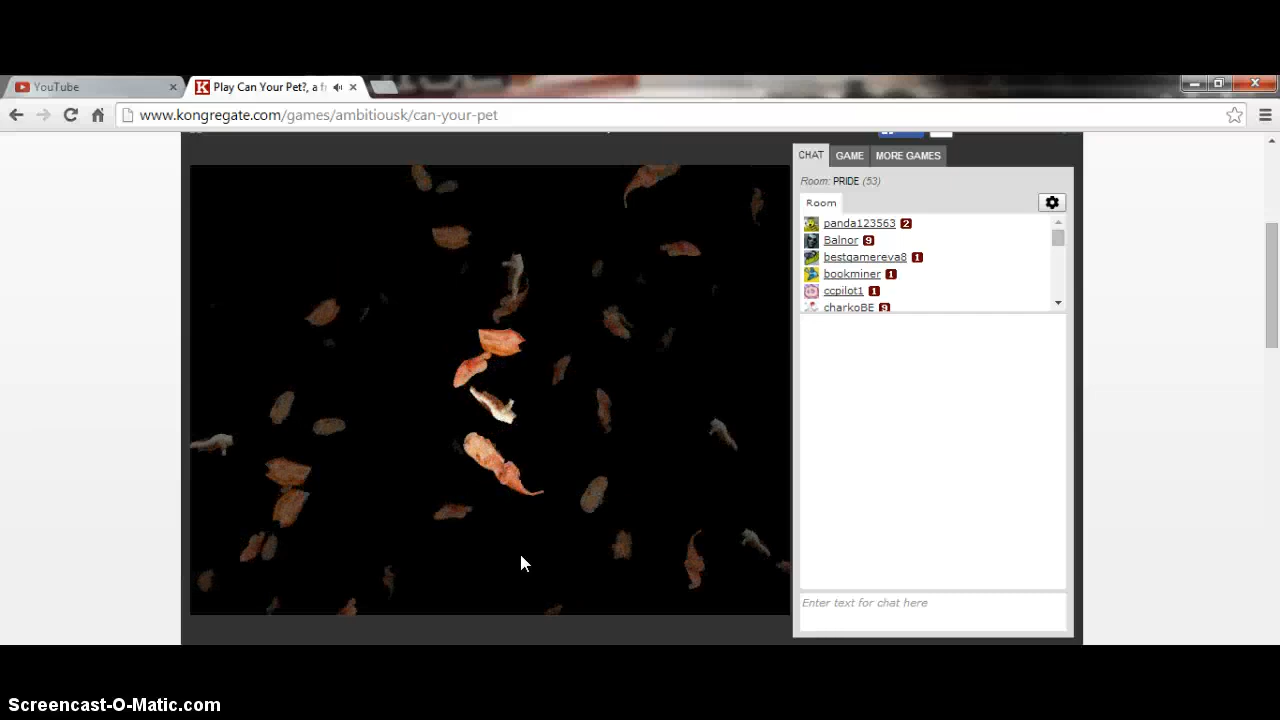 YouTube
Play Can Your Pet?, a f
www.kongregate.com/games/ambitiousk/can-your-pet
CHAT GAME MORE GAMES
Room: PRIDE (53)
Room
panda123563 2
Balnor 9
bestgamereva8 1
bookminer 1
ccpilot1 1
charkoBE 9
Enter text for chat here
Screencast-O-Matic.com